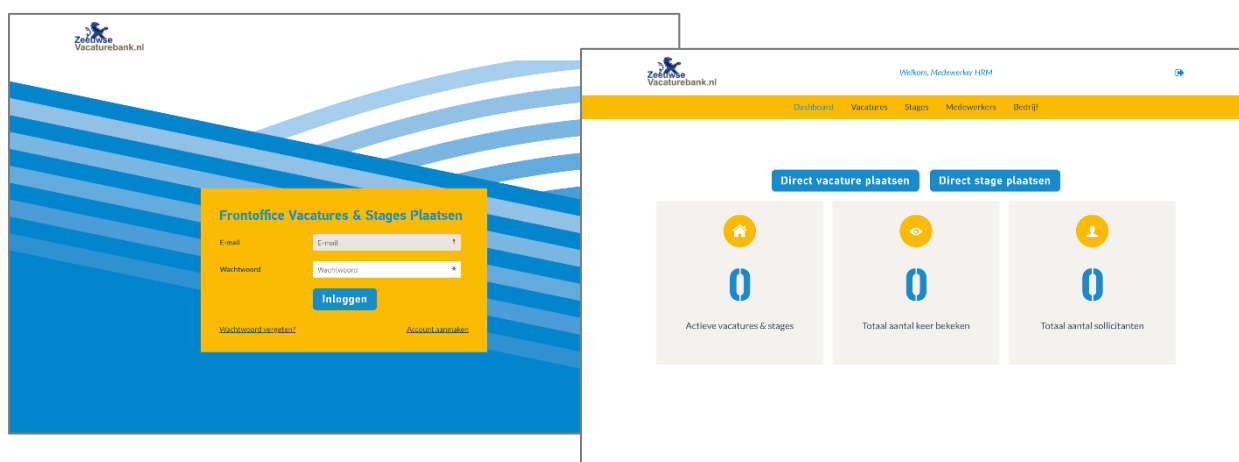 Zeeuwse
Vacaturebank.nl
Frontoffice Vacatures & Stages Plaatsen
E-mail E-mail !
Wachtwoord Wachtwoord *
Inloggen
Wachtwoord vergeten? Account aanmaken
Zeeuwse
Vacaturebank.nl
Welkom, Medewerker HRM
Dashboard Vacatures Stages Medewerkers Bedrijf
Direct vacature plaatsen Direct stage plaatsen
0 0 0
Actieve vacatures & stages Totaal aantal keer bekeken Totaal aantal sollicitanten